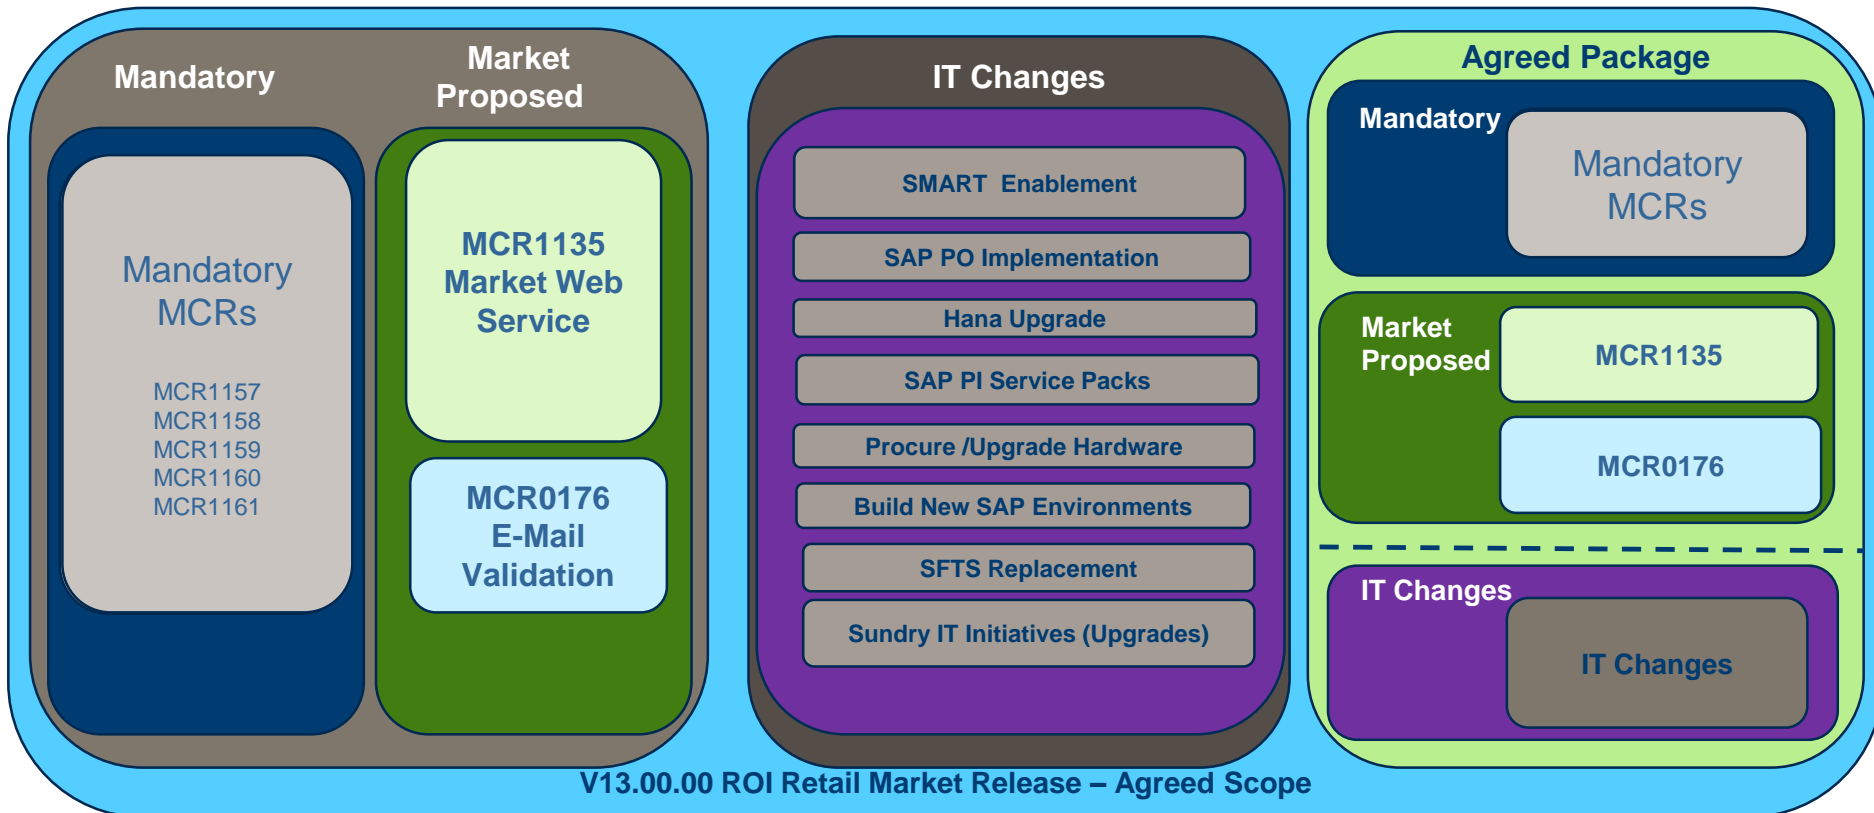 Mandatory
Mandatory
MCRs
MCR1157
MCR1158
MCR1159
MCR1160
MCR1161
Market
Proposed
MCR1135
Market Web
Service
MCR0176
E-Mail
Validation
IT Changes
SMART Enablement
SAP PO Implementation
Hana Upgrade
SAP PI Service Packs
Procure /Upgrade Hardware
Build New SAP Environments
SFTS Replacement
Sundry IT Initiatives (Upgrades)
Agreed Package
Mandatory
Mandatory
MCRs
Market
Proposed
MCR1135
MCR0176
IT Changes
IT Changes
V13.00.00 ROI Retail Market Release – Agreed Scope